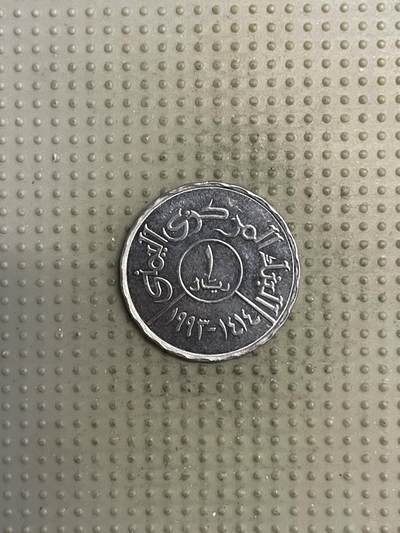 البنك المركزي اليمني
١
ريال
١٩٩٣-١٤١٤